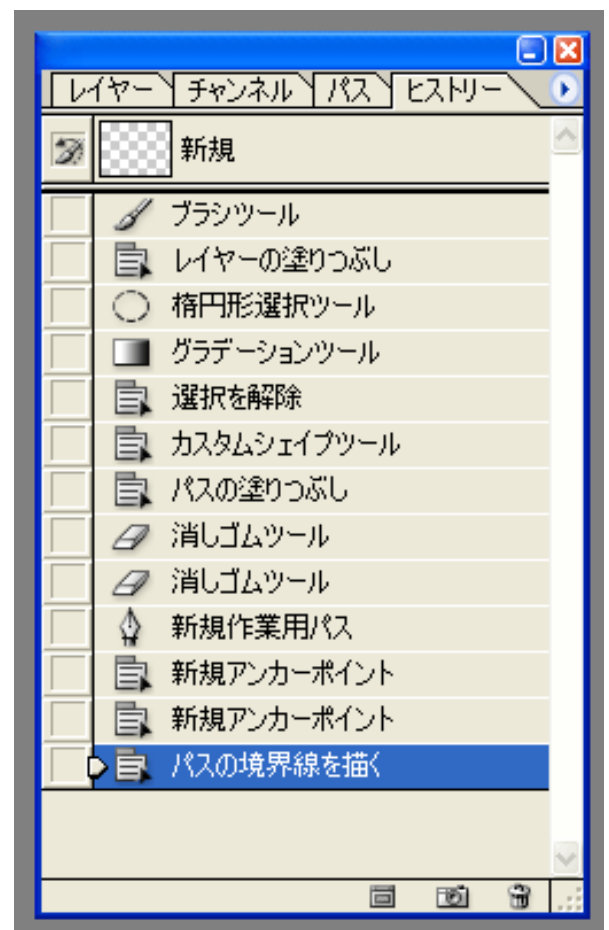 レイヤー チャンネル パス ヒストリー
新規
ブラシツール
レイヤーの塗りつぶし
楕円形選択ツール
グラデーションツール
選択を解除
カスタムシェイプツール
パスの塗りつぶし
消しゴムツール
消しゴムツール
新規作業用パス
新規アンカーポイント
新規アンカーポイント
パスの境界線を描く